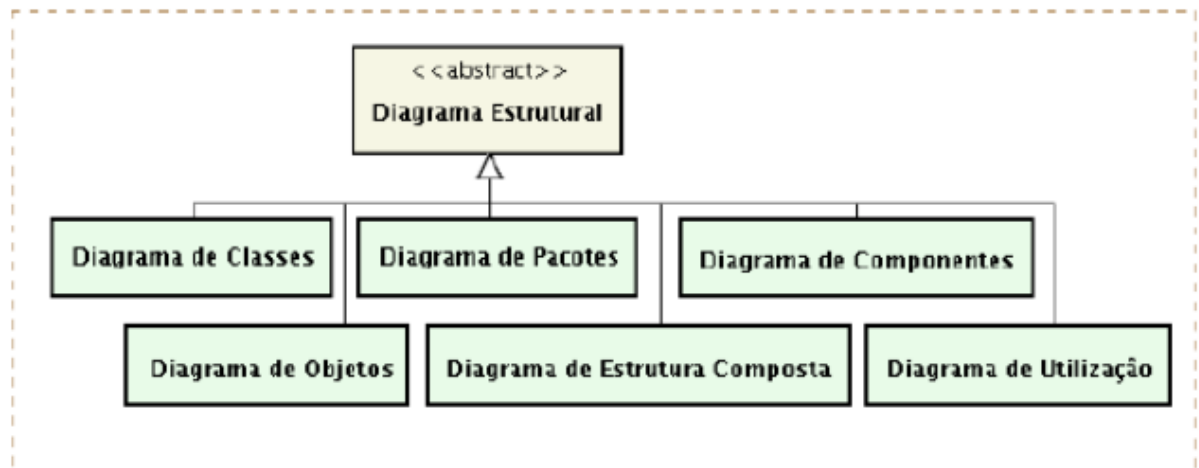 <<abstract>>
Diagrama Estrutural
Diagrama de Classes
Diagrama de Pacotes
Diagrama de Componentes
Diagrama de Objetos
Diagrama de Estrutura Composta
Diagrama de Utilização